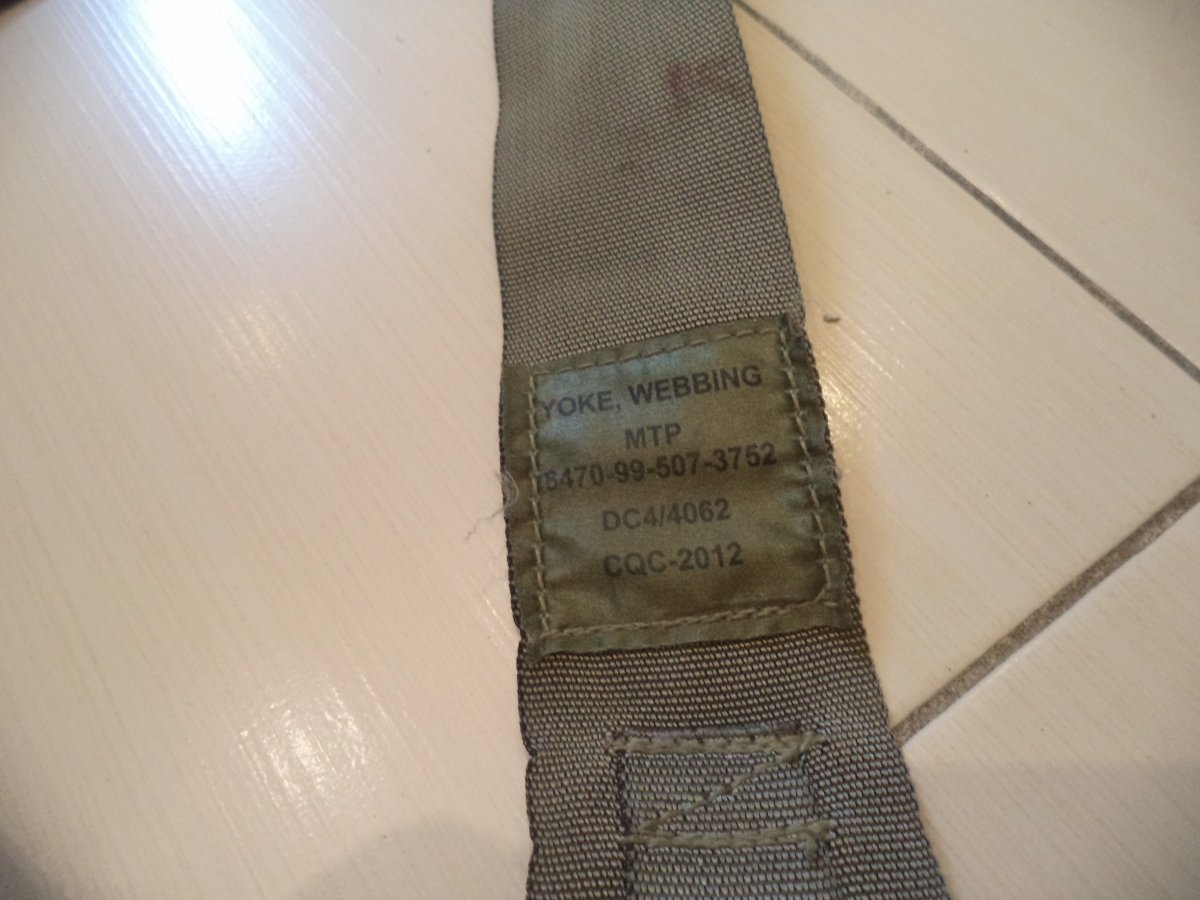 YOKE, WEBBING
MTP
8470-99-507-3752
DC4/4062
CQC-2012